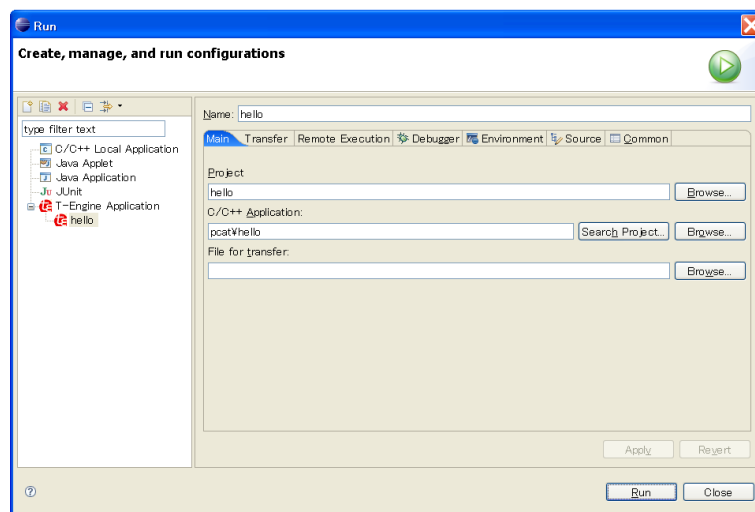 Run
Create, manage, and run configurations
type filter text
C/C++ Local Application
Java Applet
Java Application
Ju JUnit
T-Engine Application
hello
Name: hello
Main Transfer Remote Execution Debugger Environment Source Common
Project
hello Browse...
C/C++ Application:
pcat¥hello Search Project... Browse...
File for transfer:
Browse...
Apply Revert
Run Close